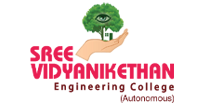 SREE
VIDYANIKETHAN
Engineering College
(Autonomous)